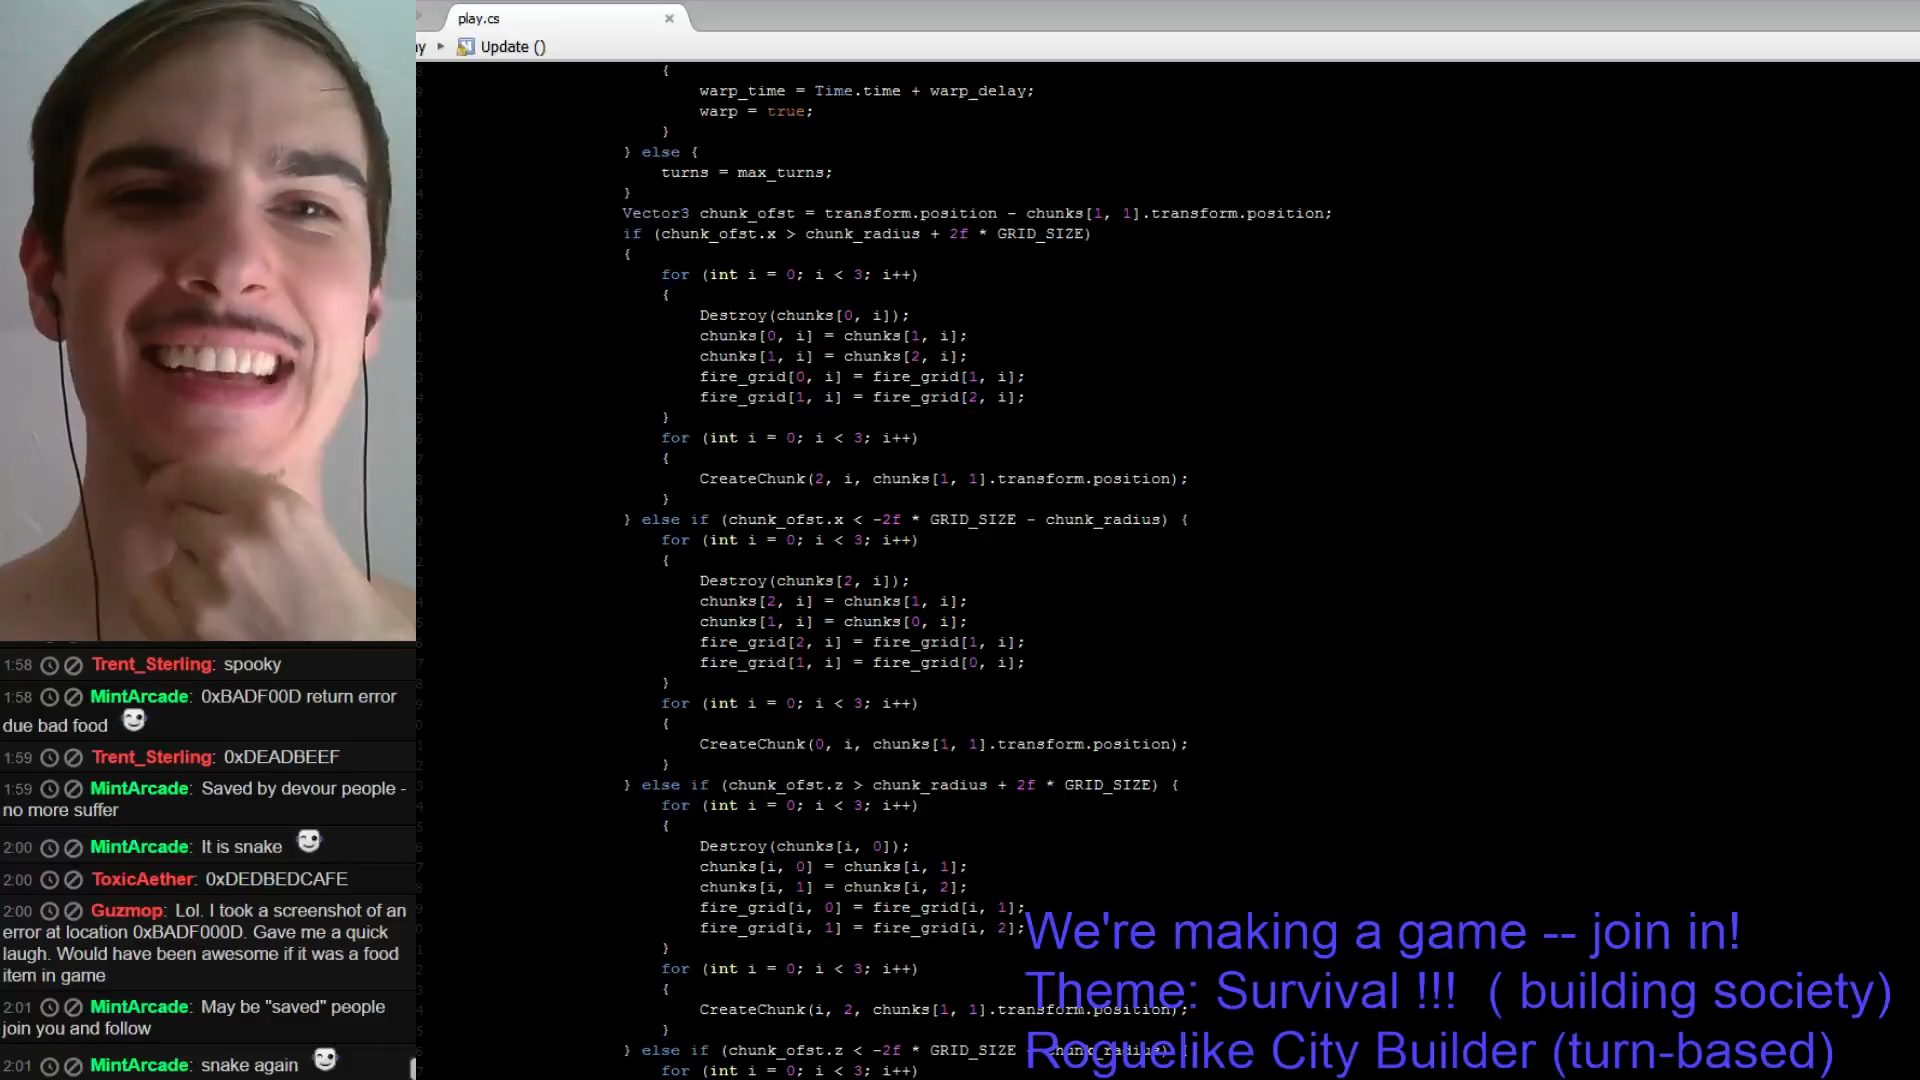 play.cs
Update ()
{
warp_time = Time.time + warp_delay;
warp = true;
}
} else {
turns = max_turns;
}
Vector3 chunk_ofst = transform.position - chunks[1, 1].transform.position;
if (chunk_ofst.x > chunk_radius + 2f * GRID_SIZE)
{
for (int i = 0; i < 3; i++)
{
Destroy(chunks[0, i]);
chunks[0, i] = chunks[1, i];
chunks[1, i] = chunks[2, i];
fire_grid[0, i] = fire_grid[1, i];
fire_grid[1, i] = fire_grid[2, i];
}
for (int i = 0; i < 3; i++)
{
CreateChunk(2, i, chunks[1, 1].transform.position);
}
} else if (chunk_ofst.x < -2f * GRID_SIZE - chunk_radius) {
for (int i = 0; i < 3; i++)
{
Destroy(chunks[2, i]);
chunks[2, i] = chunks[1, i];
chunks[1, i] = chunks[0, i];
fire_grid[2, i] = fire_grid[1, i];
fire_grid[1, i] = fire_grid[0, i];
}
for (int i = 0; i < 3; i++)
{
CreateChunk(0, i, chunks[1, 1].transform.position);
}
} else if (chunk_ofst.z > chunk_radius + 2f * GRID_SIZE) {
for (int i = 0; i < 3; i++)
{
Destroy(chunks[i, 0]);
chunks[i, 0] = chunks[i, 1];
chunks[i, 1] = chunks[i, 2];
fire_grid[i, 0] = fire_grid[i, 1];
fire_grid[i, 1] = fire_grid[i, 2];
}
for (int i = 0; i < 3; i++)
{
CreateChunk(i, 2, chunks[1, 1].transform.position);
}
} else if (chunk_ofst.z < -2f * GRID_SIZE - chunk_radius) {
for (int i = 0; i < 3; i++)
1:58 Trent_Sterling: spooky
1:58 MintArcade: 0xBADF00D return error
due bad food
1:59 Trent_Sterling: 0xDEADBEEF
1:59 MintArcade: Saved by devour people -
no more suffer
2:00 MintArcade: It is snake
2:00 ToxicAether: 0xDEDBEDCAFE
2:00 Guzmop: Lol. I took a screenshot of an
error at location 0xBADF000D. Gave me a quick
laugh. Would have been awesome if it was a food
item in game
2:01 MintArcade: May be "saved" people
join you and follow
2:01 MintArcade: snake again
We're making a game -- join in!
Theme: Survival !!! ( building society)
Roguelike City Builder (turn-based)